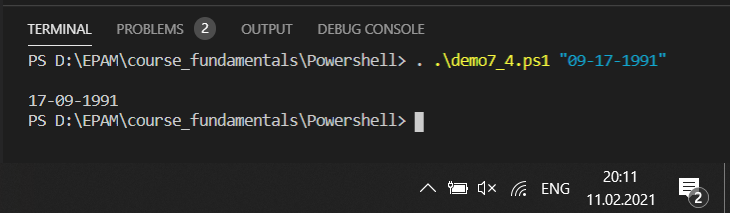 TERMINAL PROBLEMS 2 OUTPUT DEBUG CONSOLE
PS D:\EPAM\course_fundamentals\Powershell> . .\demo7_4.ps1 "09-17-1991"
17-09-1991
PS D:\EPAM\course_fundamentals\Powershell>
ENG 20:11
11.02.2021 2